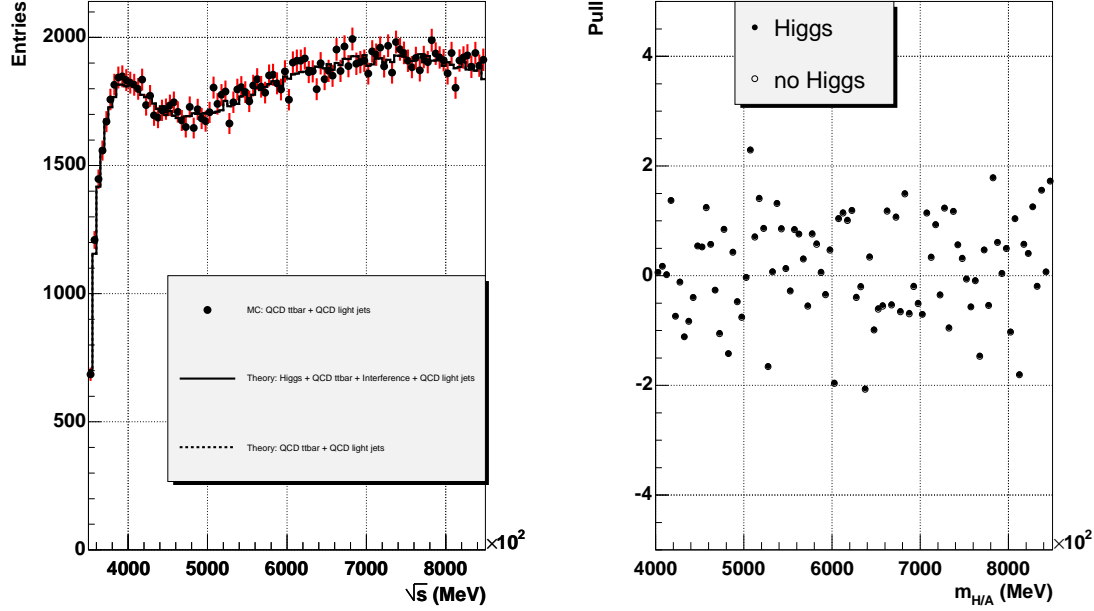 Entries
2000
1500
1000
500
0
MC: QCD ttbar + QCD light jets
Theory: Higgs + QCD ttbar + Interference + QCD light jets
Theory: QCD ttbar + QCD light jets
4000 5000 6000 7000 8000
×10²
√s (MeV)
Pull
4
2
0
-2
-4
Higgs
no Higgs
4000 5000 6000 7000 8000
×10²
m_{H/A} (MeV)